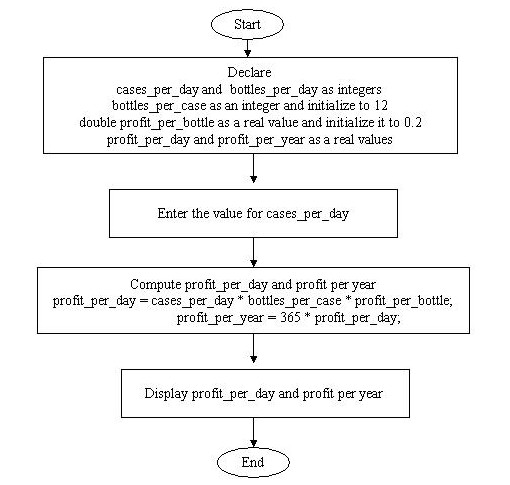 Start
Declare
cases_per_day and bottles_per_day as integers
bottles_per_case as an integer and initialize to 12
double profit_per_bottle as a real value and initialize it to 0.2
profit_per_day and profit_per_year as a real values
Enter the value for cases_per_day
Compute profit_per_day and profit per year
profit_per_day = cases_per_day * bottles_per_case * profit_per_bottle;
profit_per_year = 365 * profit_per_day;
Display profit_per_day and profit per year
End